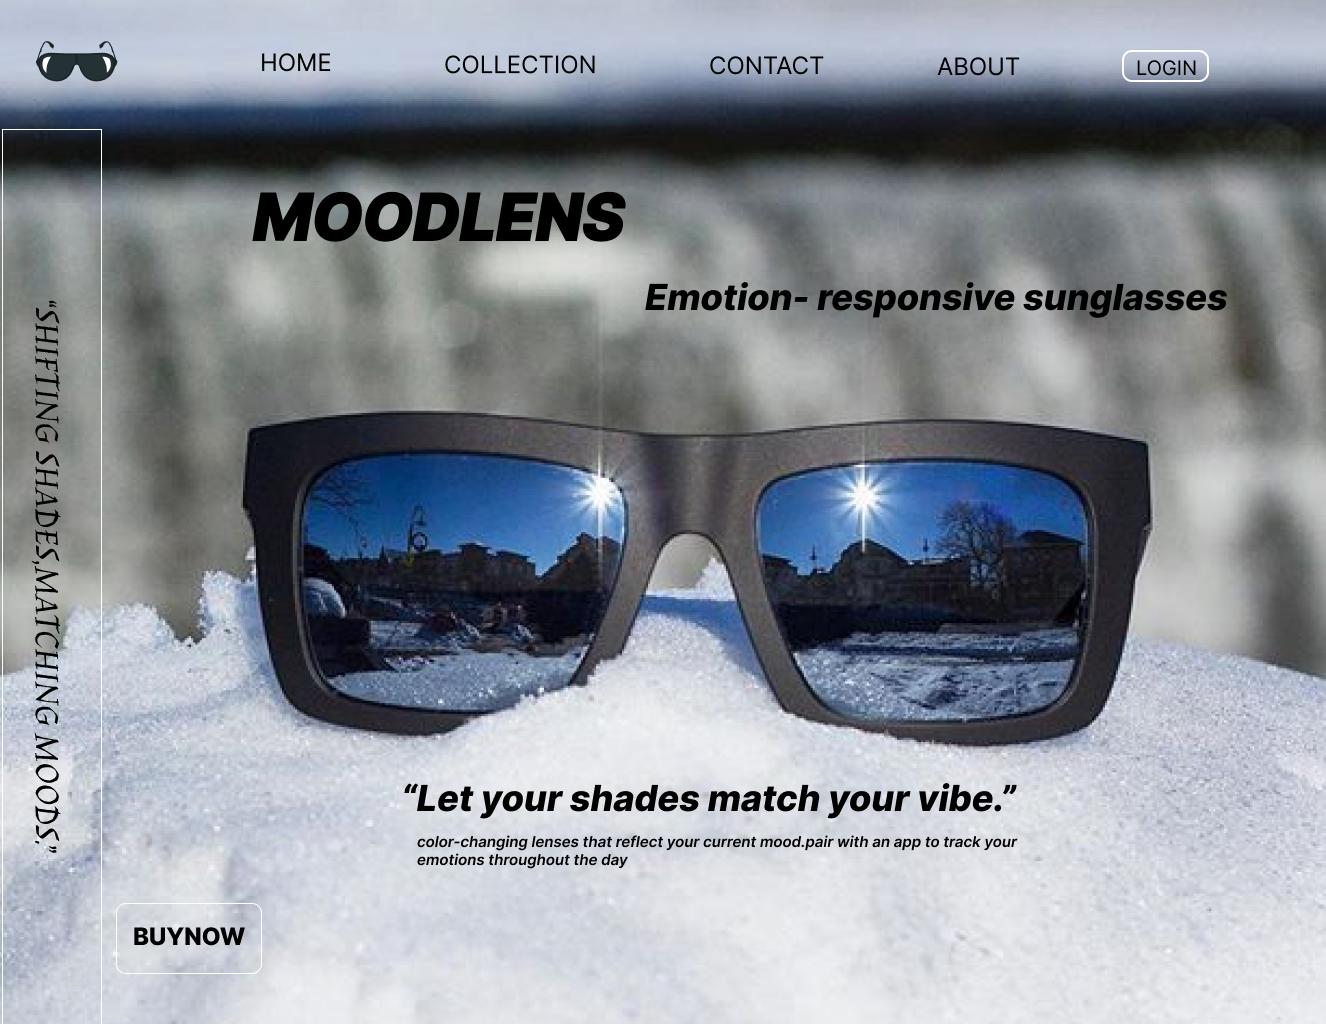 HOME
COLLECTION
CONTACT
ABOUT
LOGIN
MOODLENS
Emotion- responsive sunglasses
“SHIFTING SHADES,MATCHING MOODS.”
“Let your shades match your vibe.”
color-changing lenses that reflect your current mood.pair with an app to track your
emotions throughout the day
BUYNOW